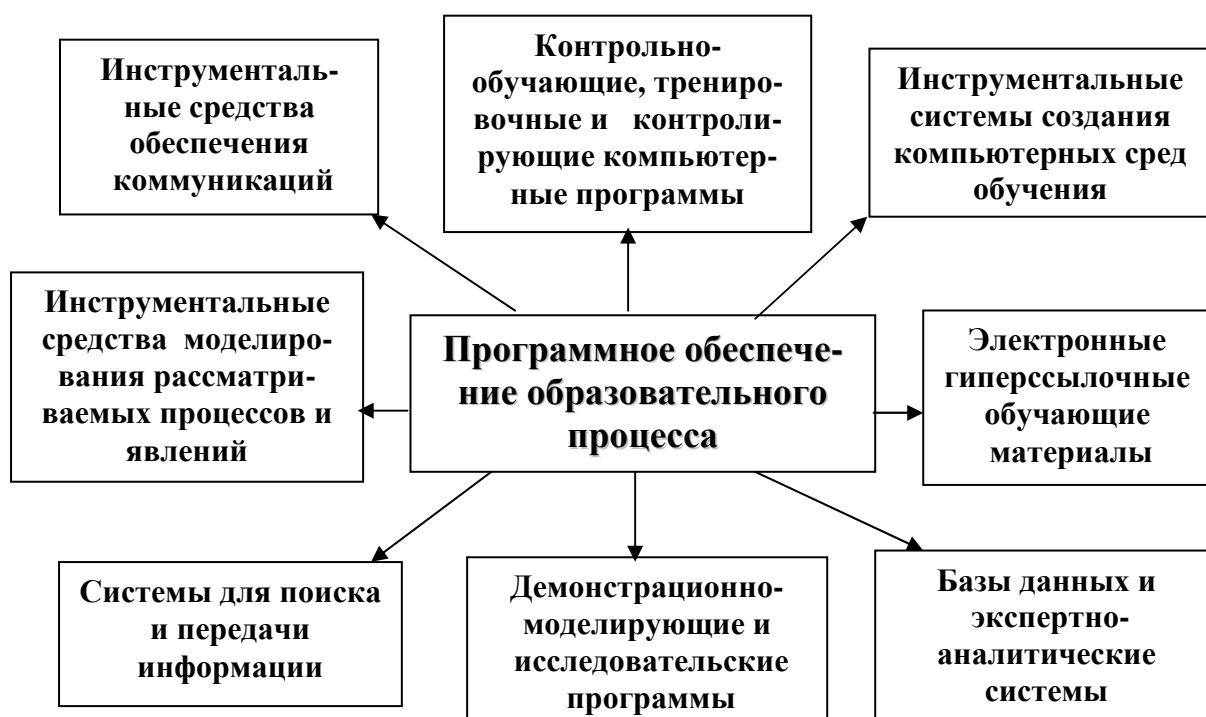 Инструменталь-
ные средства
обеспечения
коммуникаций
Контрольно-
обучающие, трениро-
вочные и контроли-
рующие компьютер-
ные программы
Инструментальные
системы создания
компьютерных сред
обучения
Инструментальные
средства моделиро-
вания рассматри-
ваемых процессов и
явлений
Программное обеспече-
ние образовательного
процесса
Электронные
гиперссылочные
обучающие
материалы
Системы для поиска
и передачи
информации
Демонстрационно-
моделирующие и
исследовательские
программы
Базы данных и
экспертно-
аналитические
системы